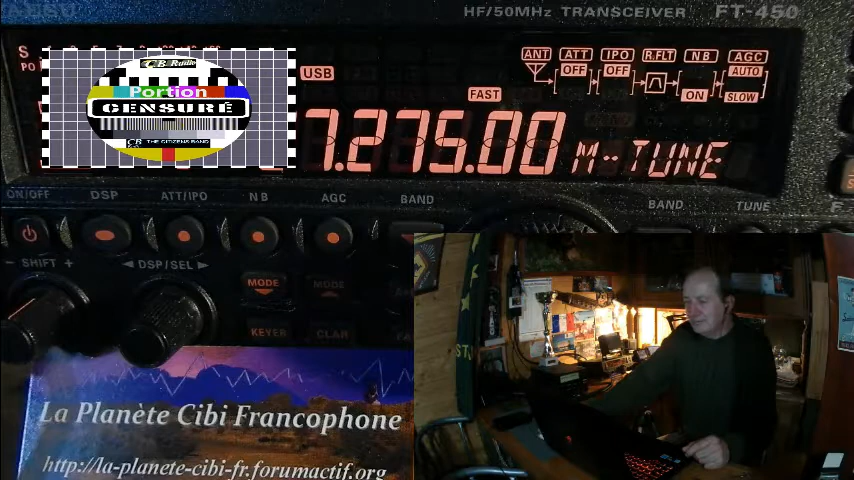 HF/50MHz TRANSCEIVER FT-450
S
PO
USB
FAST
ANT ATT IPO R.FLT NB AGC
OFF OFF AUTO
ON SLOW
CB Radio
Portion
CENSURÉ
CB THE CITIZENS BAND
7.275.00 M-TUNE
ON/OFF DSP ATT/IPO NB AGC BAND BAND TUNE
- SHIFT + ◄ DSP/SEL ►
MODE MODE
KEYER CLAR
La Planète Cibi Francophone
http://la-planete-cibi-fr.forumactif.org